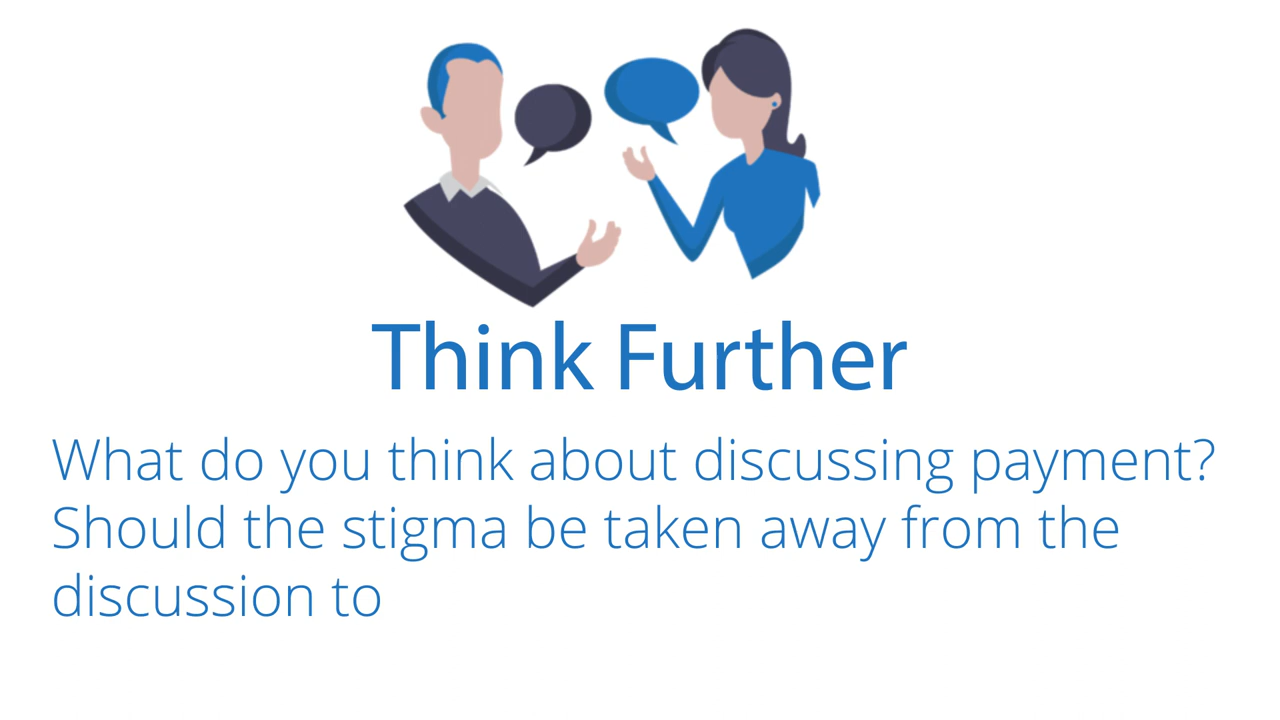 Think Further
What do you think about discussing payment?
Should the stigma be taken away from the
discussion to